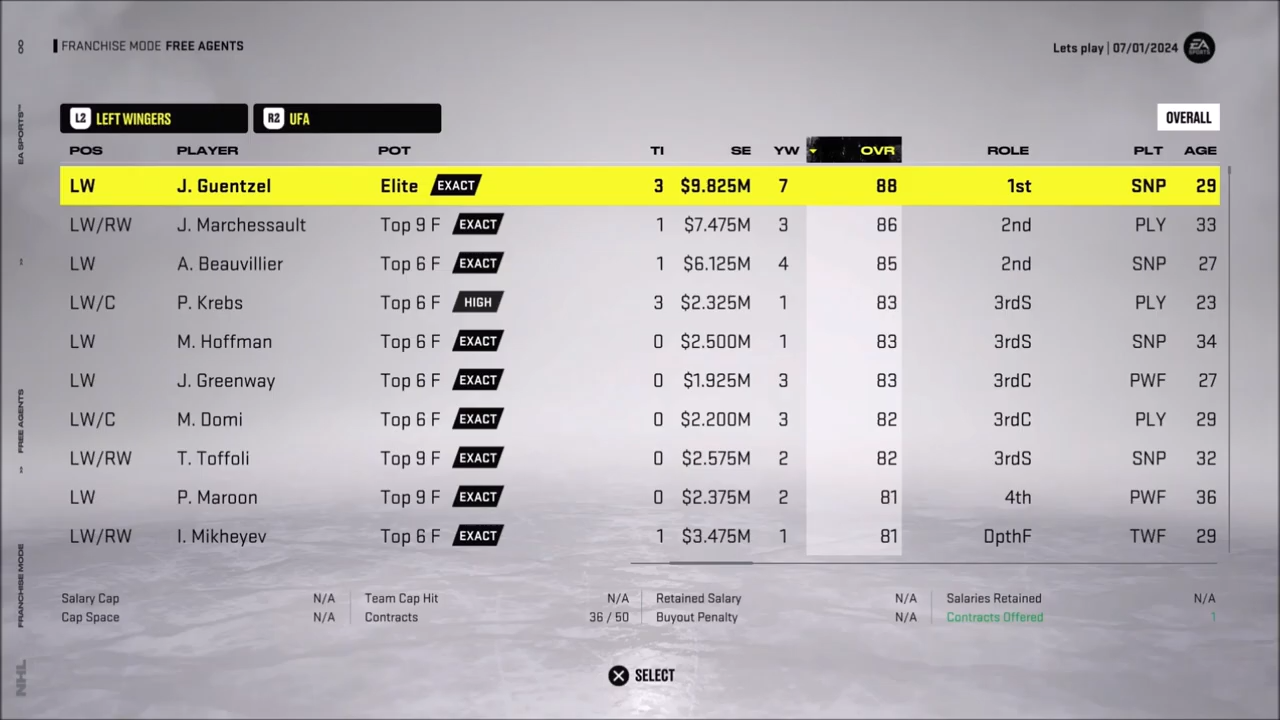 FRANCHISE MODE FREE AGENTS
Lets play | 07/01/2024 EA SPORTS
L2 LEFT WINGERS R2 UFA OVERALL
POS PLAYER POT TI SE YW OVR ROLE PLT AGE
LW J. Guentzel Elite EXACT 3 $9.825M 7 88 1st SNP 29
LW/RW J. Marchessault Top 9 F EXACT 1 $7.475M 3 86 2nd PLY 33
LW A. Beauvillier Top 6 F EXACT 1 $6.125M 4 85 2nd SNP 27
LW/C P. Krebs Top 6 F HIGH 3 $2.325M 1 83 3rdS PLY 23
LW M. Hoffman Top 6 F EXACT 0 $2.500M 1 83 3rdS SNP 34
LW J. Greenway Top 6 F EXACT 0 $1.925M 3 83 3rdC PWF 27
LW/C M. Domi Top 6 F EXACT 0 $2.200M 3 82 3rdC PLY 29
LW/RW T. Toffoli Top 9 F EXACT 0 $2.575M 2 82 3rdS SNP 32
LW P. Maroon Top 9 F EXACT 0 $2.375M 2 81 4th PWF 36
LW/RW I. Mikheyev Top 6 F EXACT 1 $3.475M 1 81 DpthF TWF 29
Salary Cap N/A Team Cap Hit N/A Retained Salary N/A Salaries Retained N/A
Cap Space N/A Contracts 36 / 50 Buyout Penalty N/A Contracts Offered 1
SELECT
EA SPORTS™
FREE AGENTS
FRANCHISE MODE
NHL